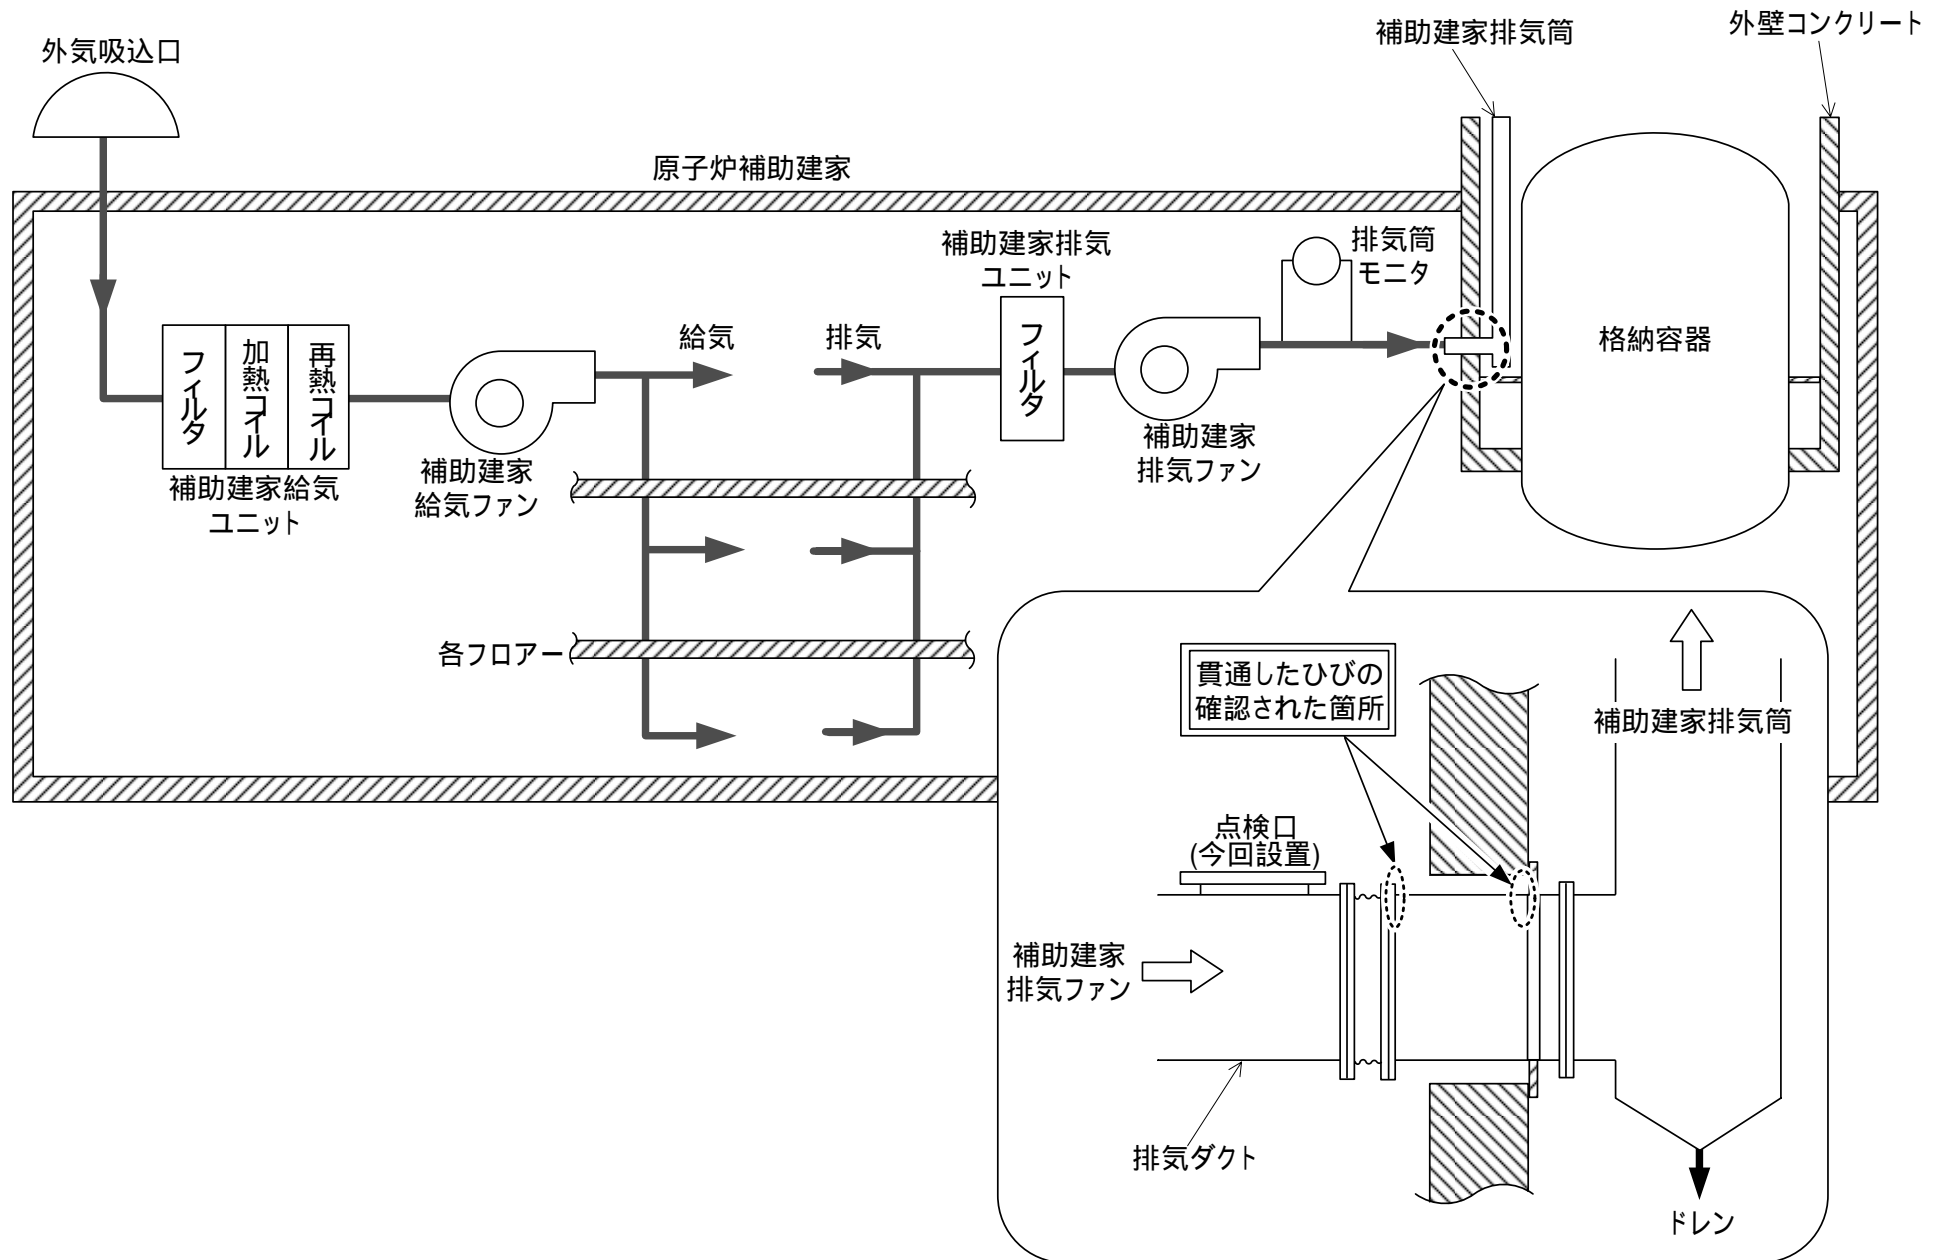 補助建家排気筒
外壁コンクリート
外気吸込口
原子炉補助建家
補助建家排気
ユニット
排気筒
モニタ
給気
排気
フィルタ
加熱コイル
再熱コイル
フィルタ
格納容器
補助建家
給気ファン
補助建家
排気ファン
補助建家給気
ユニット
各フロアー
貫通したひびの
確認された箇所
補助建家排気筒
点検口
(今回設置)
補助建家
排気ファン
排気ダクト
ドレン